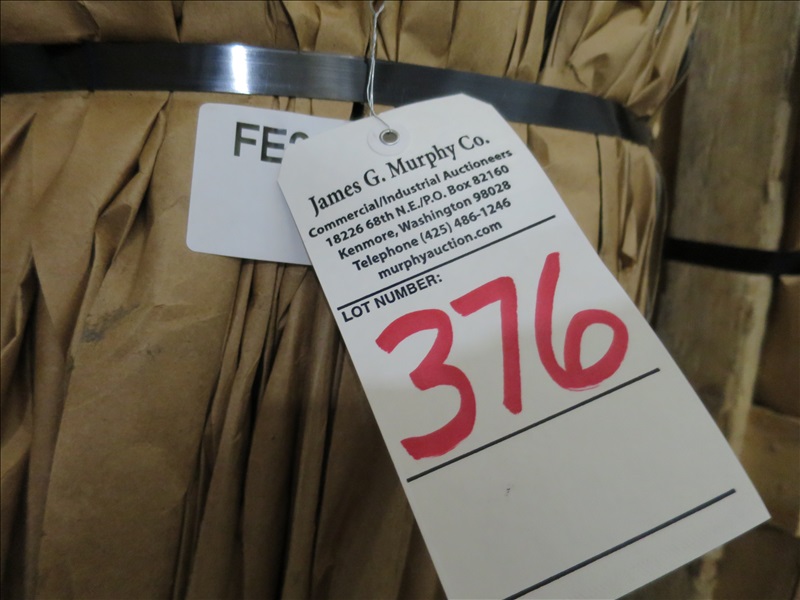 James G. Murphy Co.
Commercial/Industrial Auctioneers
18226 68th N.E./P.O. Box 82160
Kenmore, Washington 98028
Telephone (425) 486-1246
murphyauction.com
LOT NUMBER:
376